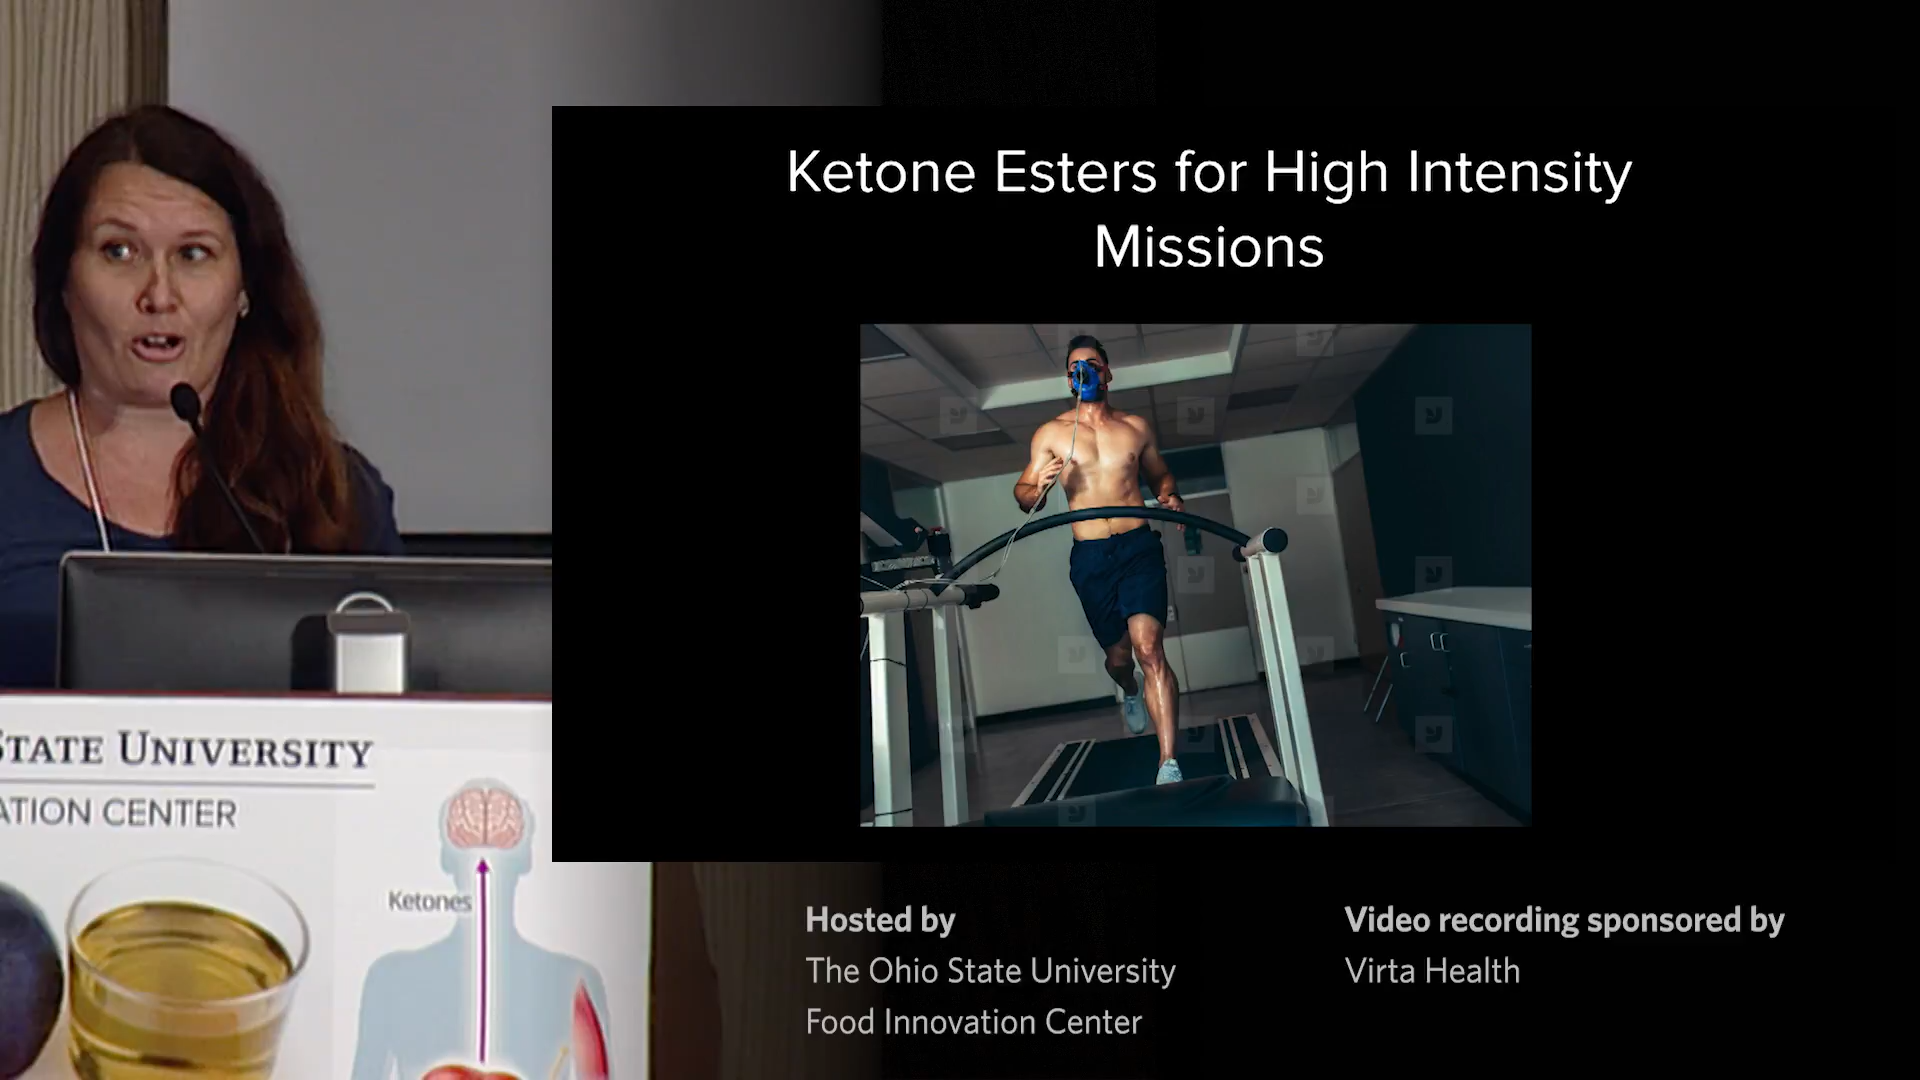 Ketone Esters for High Intensity
Missions
STATE UNIVERSITY
ATION CENTER
Ketones
Hosted by
The Ohio State University
Food Innovation Center
Video recording sponsored by
Virta Health